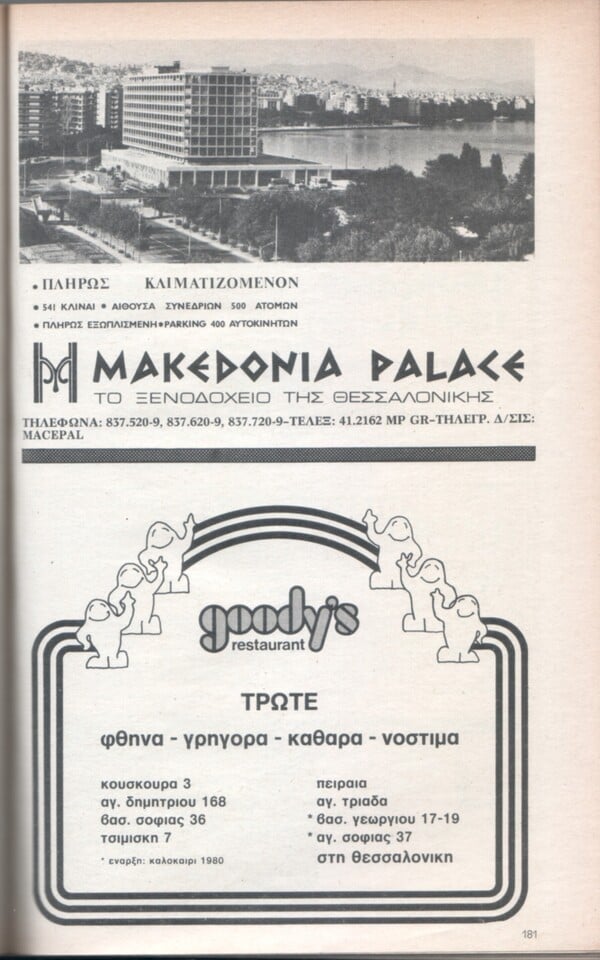 • ΠΛΗΡΩΣ ΚΛΙΜΑΤΙΖΟΜΕΝΟΝ
• 541 ΚΛΙΝΑΙ • ΑΙΘΟΥΣΑ ΣΥΝΕΔΡΙΩΝ 500 ΑΤΟΜΩΝ
• ΠΛΗΡΩΣ ΕΞΩΠΛΙΣΜΕΝΗ•PARKING 400 ΑΥΤΟΚΙΝΗΤΩΝ
MAKEDONIA PALACE
ΤΟ ΞΕΝΟΔΟΧΕΙΟ ΤΗΣ ΘΕΣΣΑΛΟΝΙΚΗΣ
ΤΗΛΕΦΩΝΑ: 837.520-9, 837.620-9, 837.720-9–ΤΕΛΕΞ: 41.2162 MP GR–ΤΗΛΕΓΡ. Δ/ΣΙΣ:
MACEPAL
goody's
restaurant
ΤΡΩΤΕ
φθηνα - γρηγορα - καθαρα - νοστιμα
κουσκουρα 3
αγ. δημητριου 168
βασ. σοφιας 36
τσιμισκη 7
* εναρξη: καλοκαιρι 1980
πειραια
αγ. τριαδα
* βασ. γεωργιου 17-19
* αγ. σοφιας 37
στη θεσσαλονικη
181